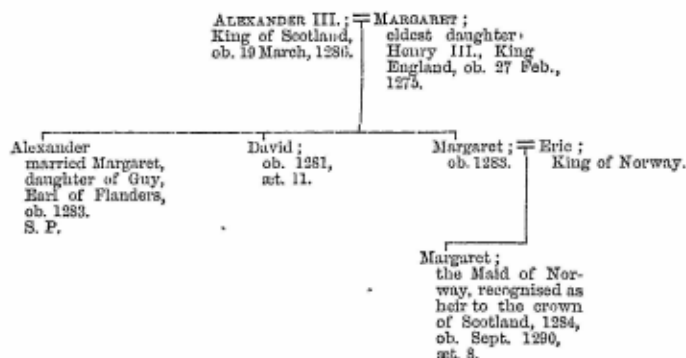 ALEXANDER III. ;
King of Scotland,
ob. 19 March, 1286.
MARGARET ;
eldest daughter
Henry III., King
England, ob. 27 Feb.,
1275.
Alexander
married Margaret,
daughter of Guy,
Earl of Flanders,
ob. 1283.
S. P.
David ;
ob. 1281,
æt. 11.
Margaret ;
ob. 1283.
Eric ;
King of Norway.
Margaret ;
the Maid of Nor-
way, recognised as
heir to the crown
of Scotland, 1284,
ob. Sept. 1290,
æt. 8.